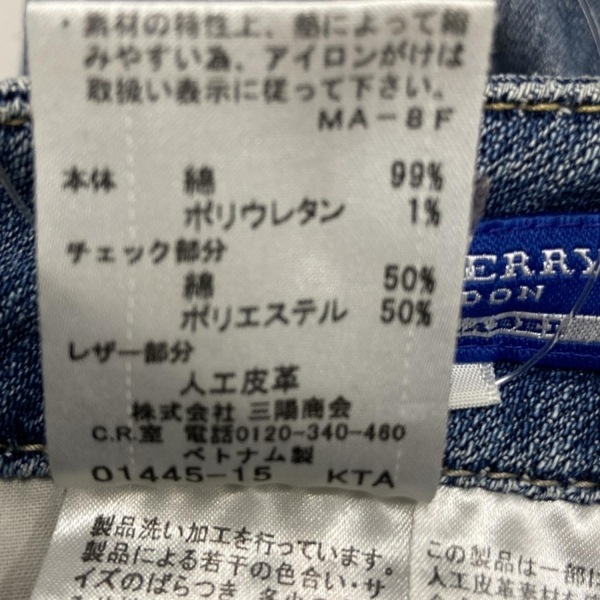 ・素材の特性上、熱によって縮
みやすい為、アイロンがけは
取扱い表示に従って下さい。
MA-8F
本体 綿 99%
ポリウレタン 1%
チェック部分
綿 50%
ポリエステル 50%
レザー部分
人工皮革
株式会社 三陽商会
C.R.室 電話0120-340-460
ベトナム製
01445-15 KTA
ERRY
DON
製品洗い加工を行っています。
製品による若干の色合い・サ
イズのばらつき
この製品は一部に
人工皮革素材